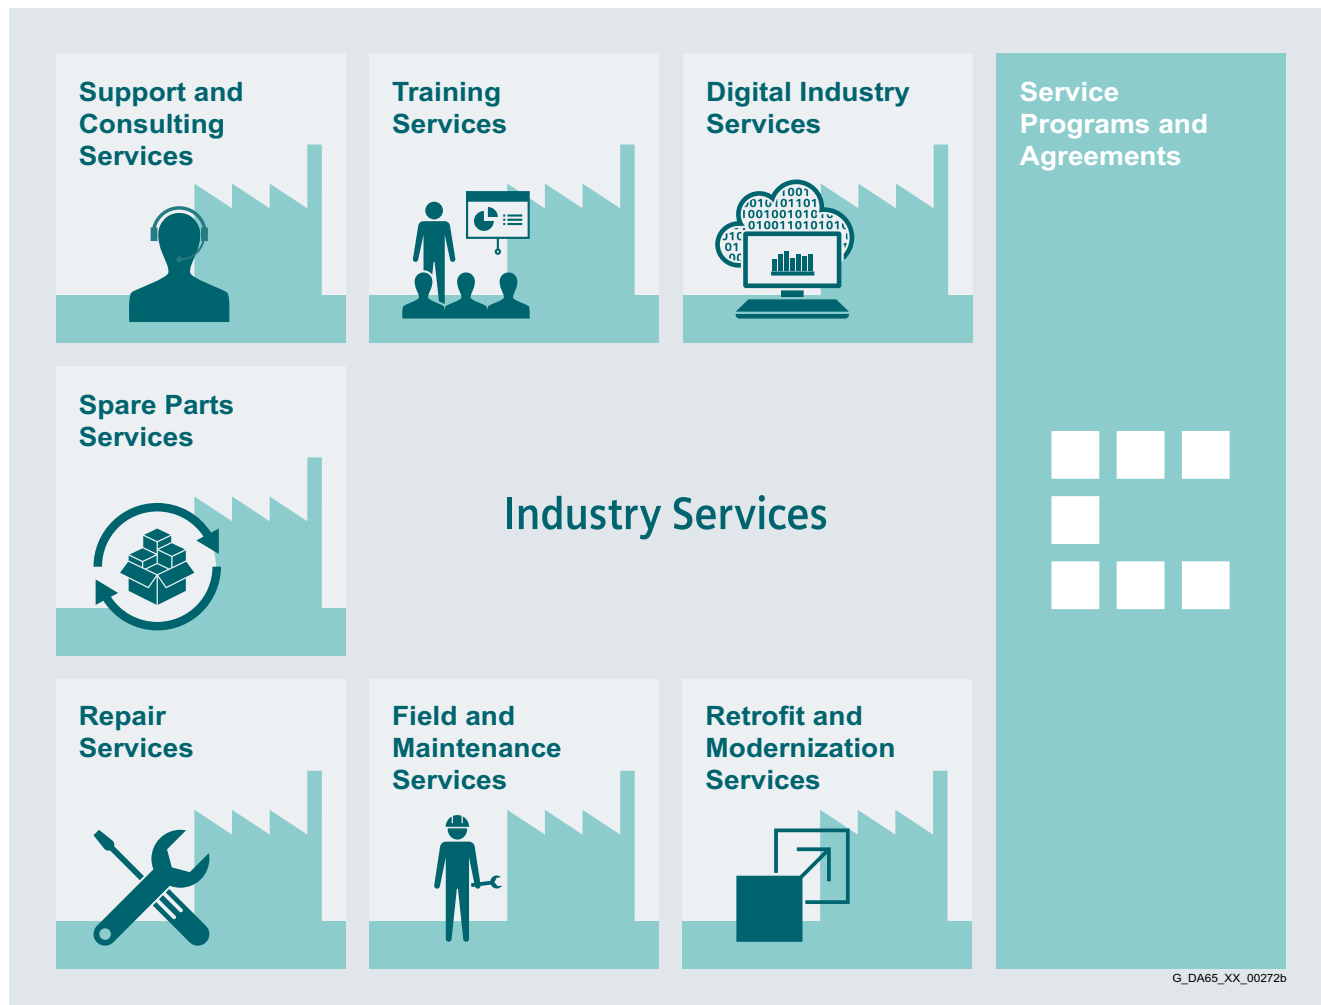 Support and
Consulting
Services
Training
Services
Digital Industry
Services
Service
Programs and
Agreements
Spare Parts
Services
Industry Services
Repair
Services
Field and
Maintenance
Services
Retrofit and
Modernization
Services
G_DA65_XX_00272b